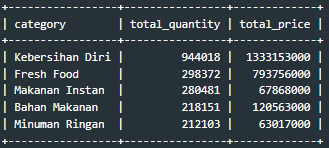 category | total_quantity | total_price |
Kebersihan Diri | 944018 | 1333153000 |
Fresh Food | 298372 | 793756000 |
Makanan Instan | 280481 | 67868000 |
Bahan Makanan | 218151 | 120563000 |
Minuman Ringan | 212103 | 63017000 |